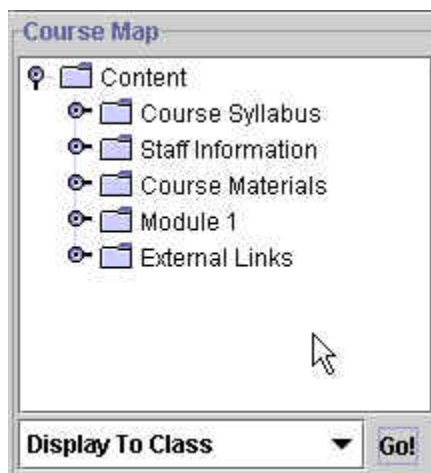 Course Map
Content
Course Syllabus
Staff Information
Course Materials
Module 1
External Links
Display To Class
Go!